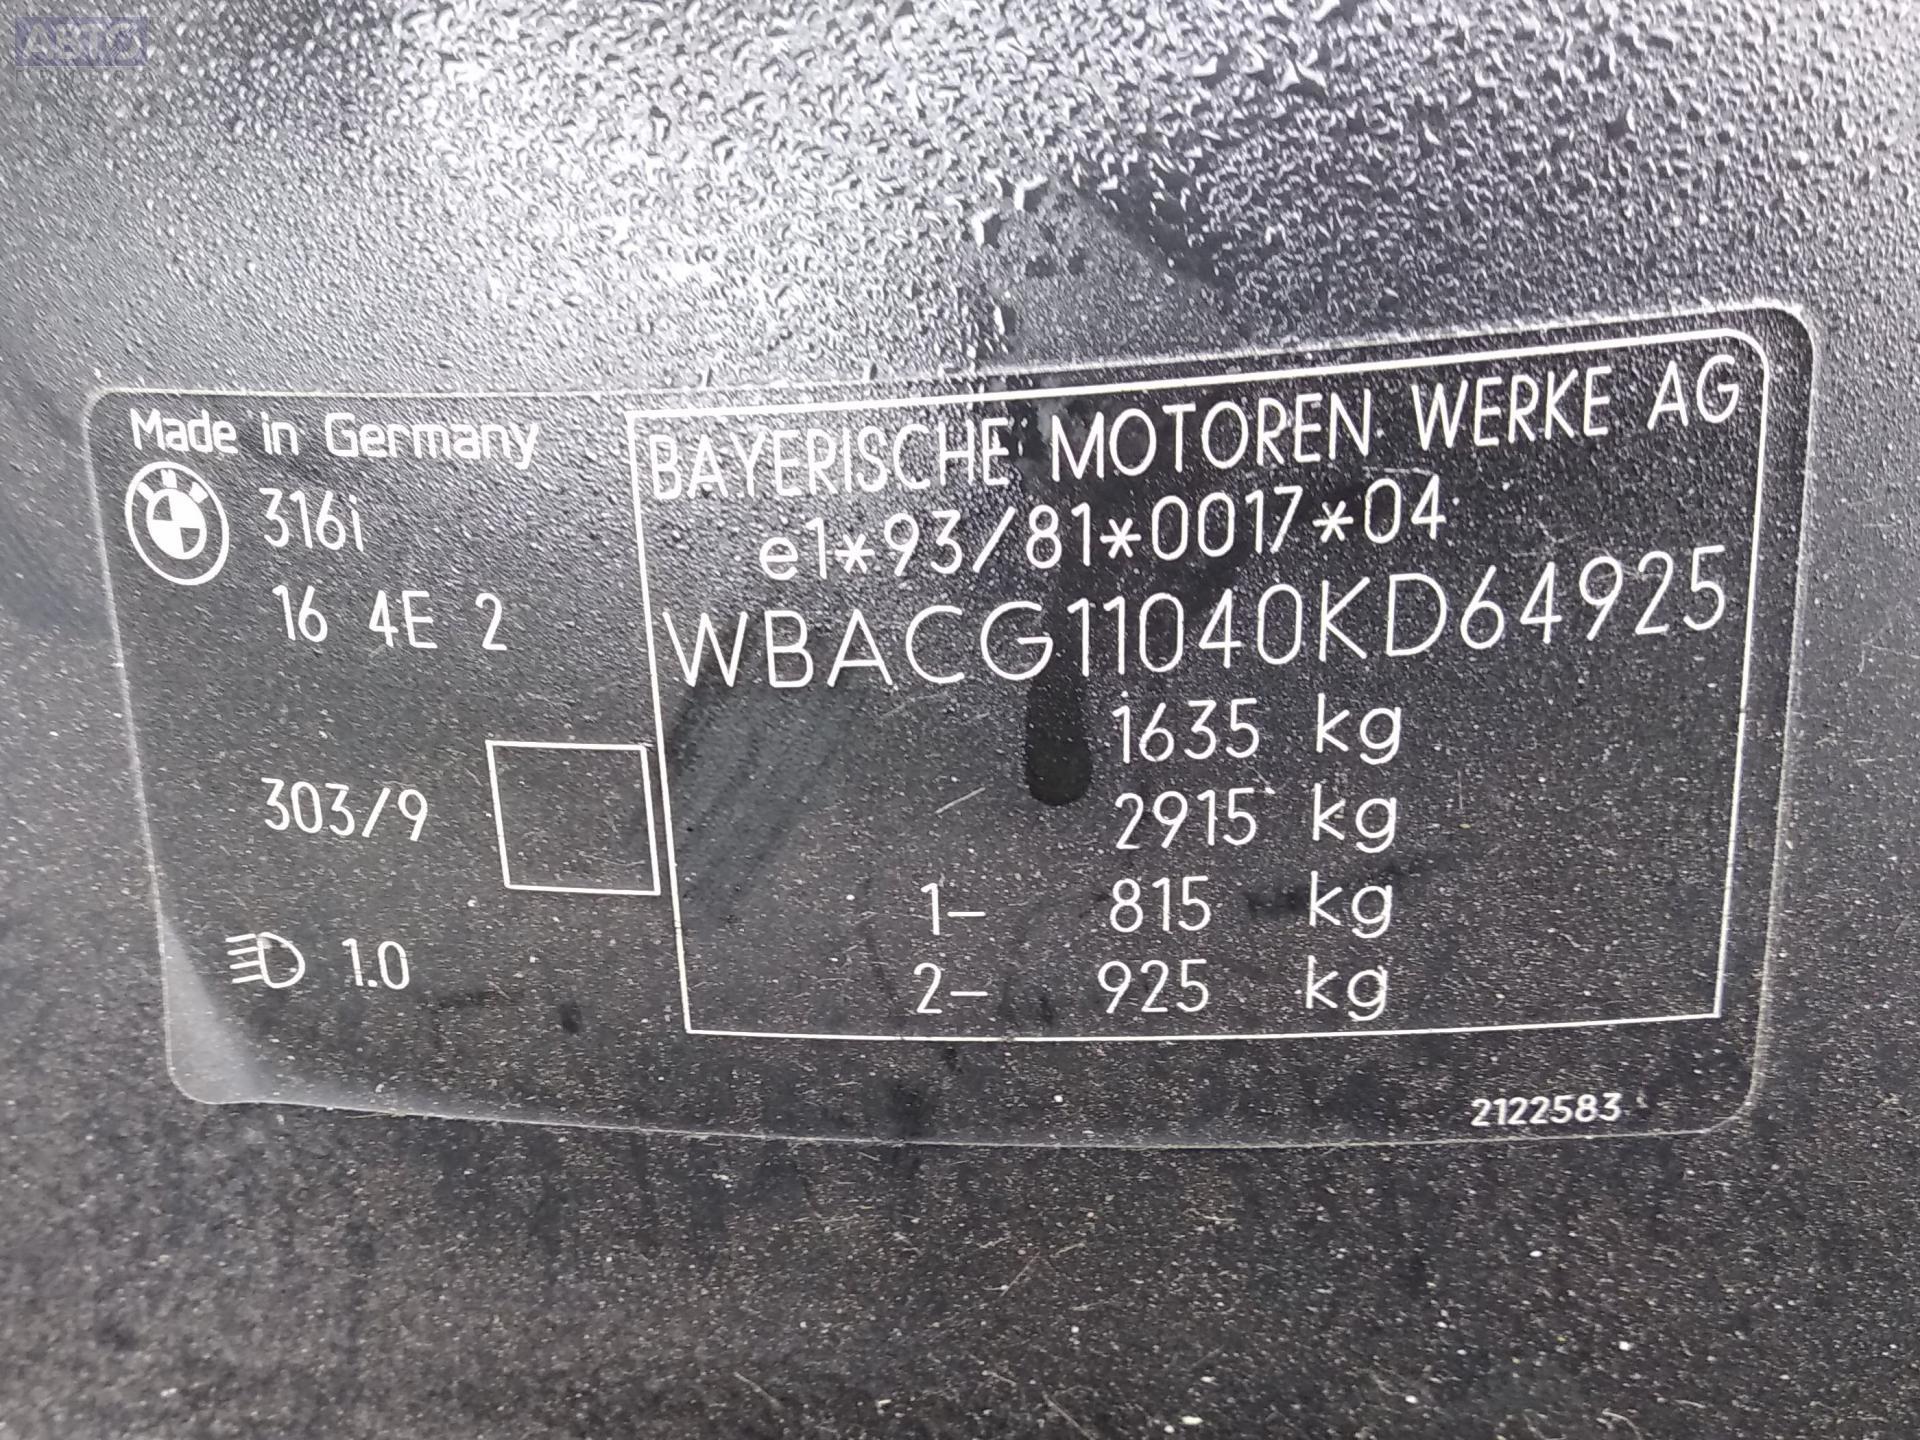 АВТО
Made in Germany
316i
16 4E 2
303/9
1.0
BAYERISCHE MOTOREN WERKE AG
e1*93/81*0017*04
WBACG11040KD64925
1635 kg
2915 kg
1- 815 kg
2- 925 kg
2122583